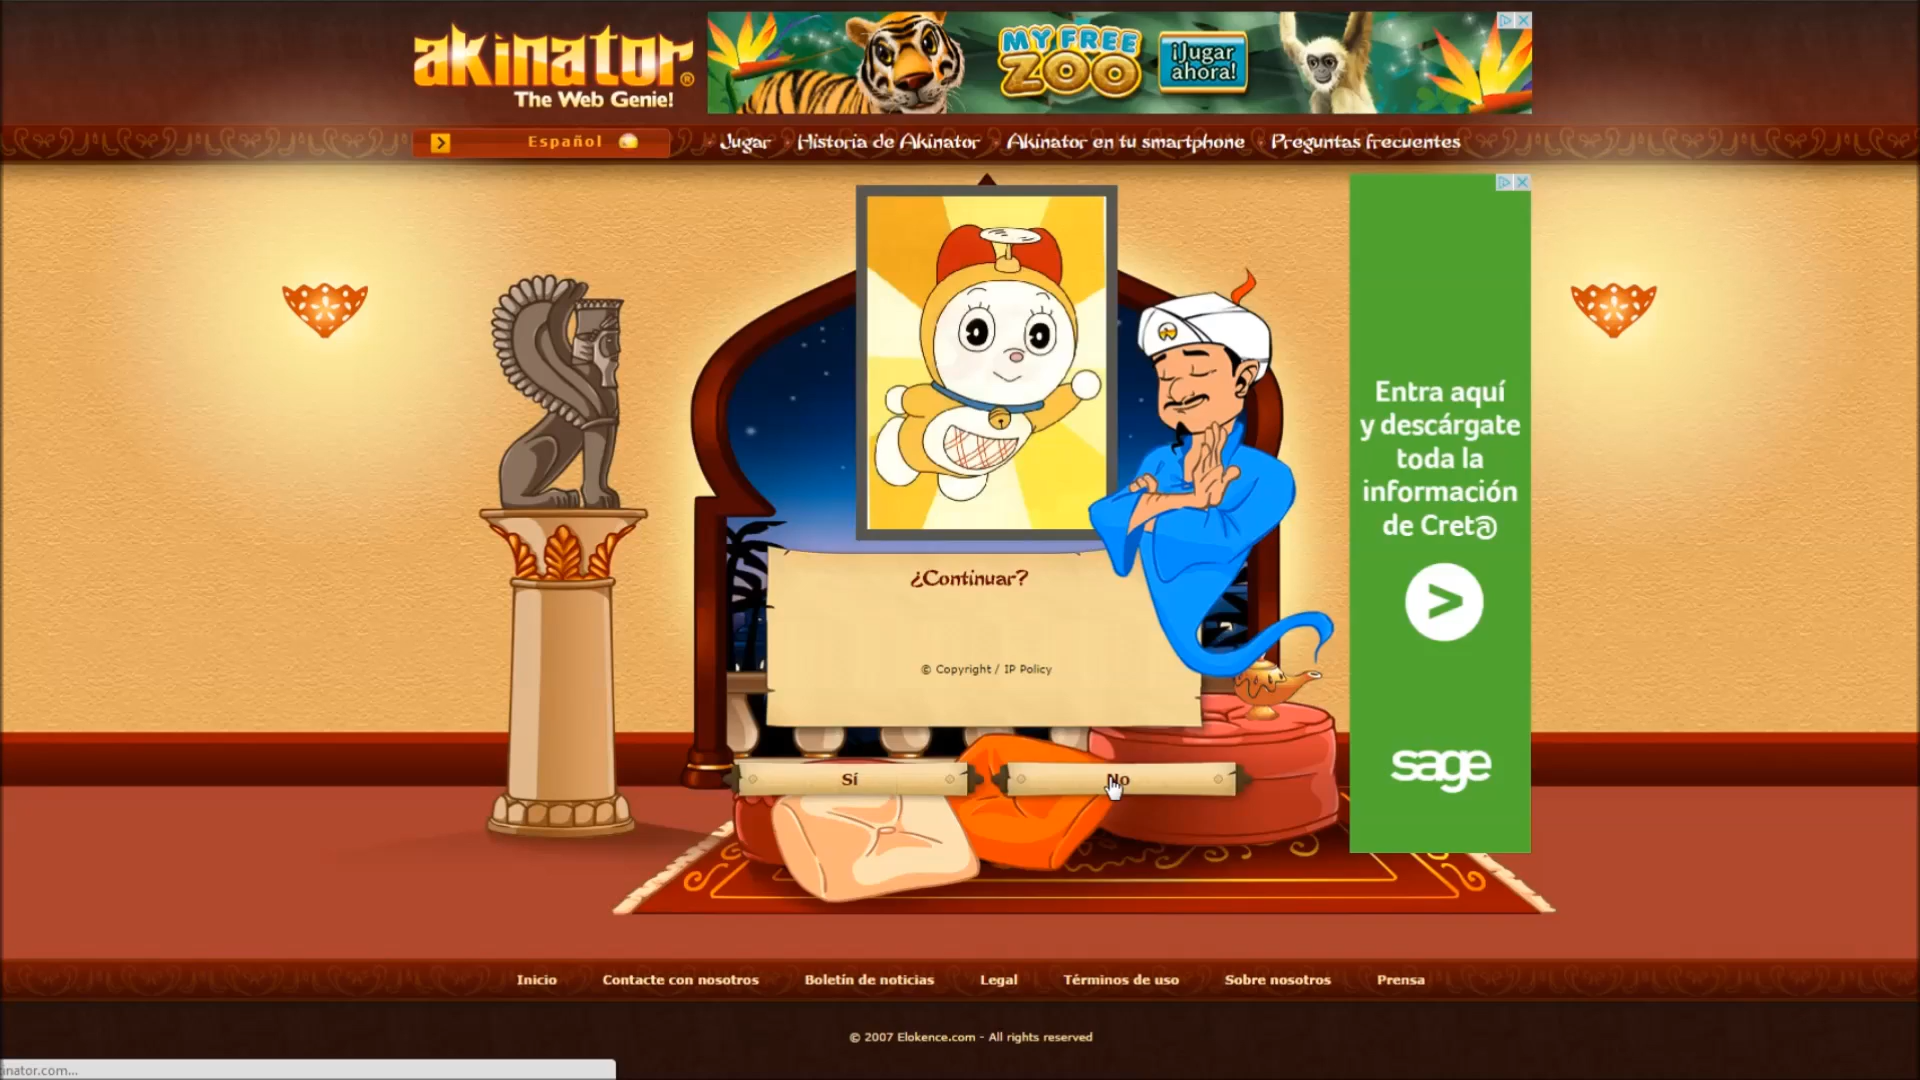 akinator®
The Web Genie!
MY FREE
ZOO
¡Jugar
ahora!
Español
Jugar
Historia de Akinator
Akinator en tu smartphone
Preguntas frecuentes
Entra aquí
y descárgate
toda la
información
de Cret@
>
sage
¿Continuar?
© Copyright / IP Policy
Sí
No
Inicio
Contacte con nosotros
Boletín de noticias
Legal
Términos de uso
Sobre nosotros
Prensa
© 2007 Elokence.com - All rights reserved
inator.com...